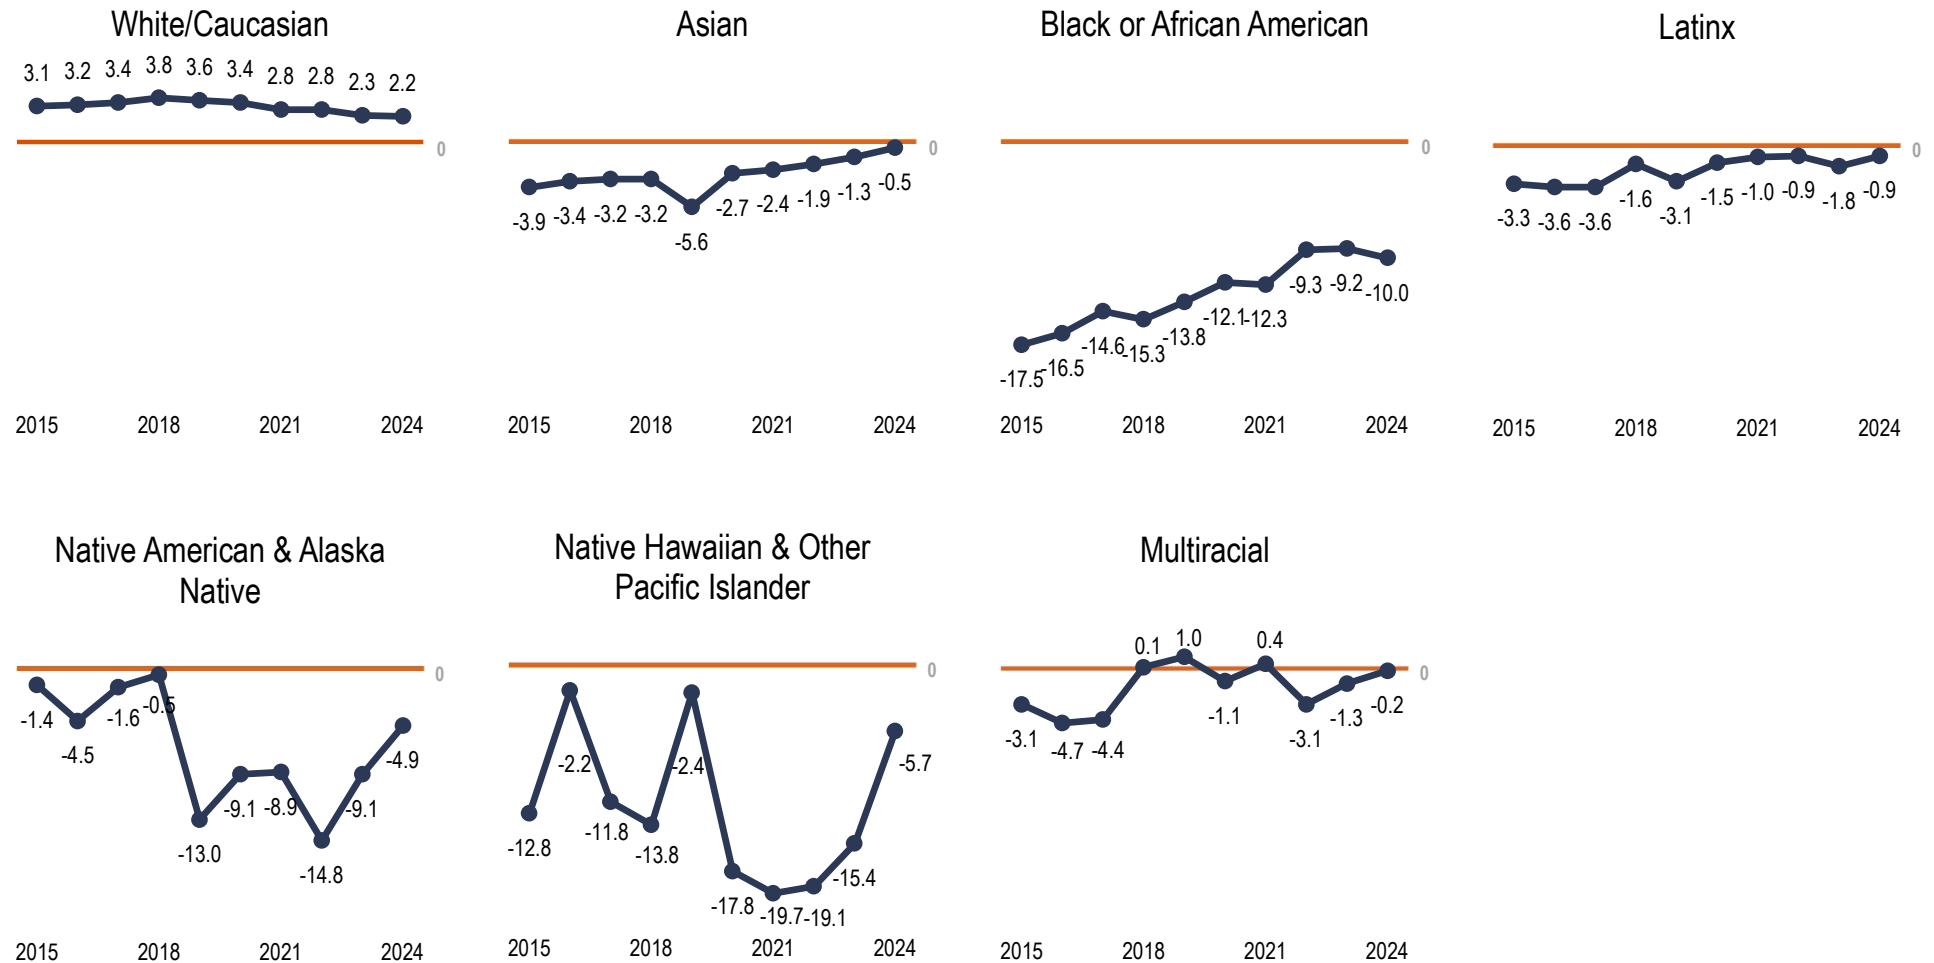 White/Caucasian
3.1 3.2 3.4 3.8 3.6 3.4 2.8 2.8 2.3 2.2
0
2015 2018 2021 2024
Asian
0
-3.9 -3.4 -3.2 -3.2 -5.6 -2.7 -2.4 -1.9 -1.3 -0.5
2015 2018 2021 2024
Black or African American
0
-17.5 -16.5 -14.6 -15.3 -13.8 -12.1 -12.3 -9.3 -9.2 -10.0
2015 2018 2021 2024
Latinx
0
-3.3 -3.6 -3.6 -1.6 -3.1 -1.5 -1.0 -0.9 -1.8 -0.9
2015 2018 2021 2024
Native American & Alaska
Native
0
-1.4 -4.5 -1.6 -0.5 -13.0 -9.1 -8.9 -14.8 -9.1 -4.9
2015 2018 2021 2024
Native Hawaiian & Other
Pacific Islander
0
-12.8 -2.2 -11.8 -13.8 -2.4 -17.8 -19.7 -19.1 -15.4 -5.7
2015 2018 2021 2024
Multiracial
0
-3.1 -4.7 -4.4 0.1 1.0 -1.1 0.4 -3.1 -1.3 -0.2
2015 2018 2021 2024